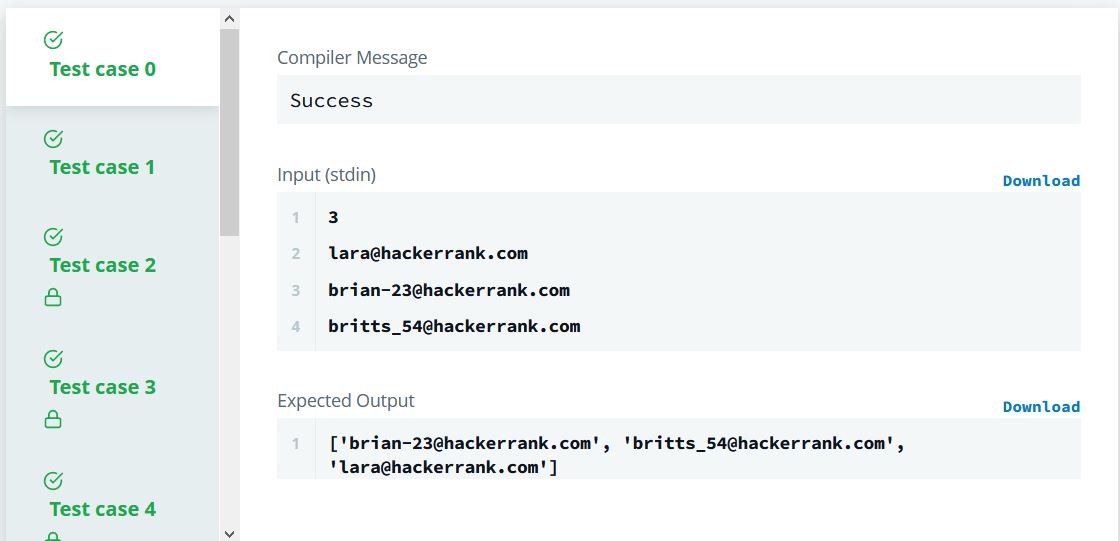 Test case 0
Test case 1
Test case 2
Test case 3
Test case 4
Compiler Message
Success
Input (stdin)
Download
1 3
2 lara@hackerrank.com
3 brian-23@hackerrank.com
4 britts_54@hackerrank.com
Expected Output
Download
1 ['brian-23@hackerrank.com', 'britts_54@hackerrank.com',
'lara@hackerrank.com']